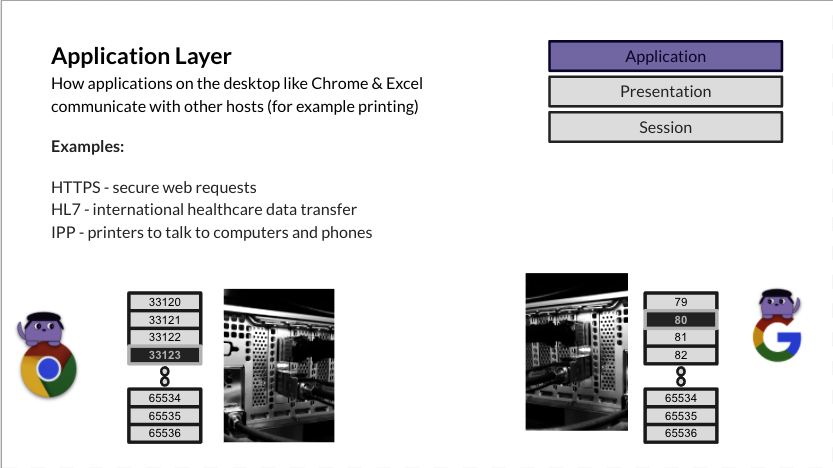 Application Layer
How applications on the desktop like Chrome & Excel
communicate with other hosts (for example printing)
Examples:
HTTPS - secure web requests
HL7 - international healthcare data transfer
IPP - printers to talk to computers and phones
Application
Presentation
Session
33120
33121
33122
33123
65534
65535
65536
79
80
81
82
65534
65535
65536